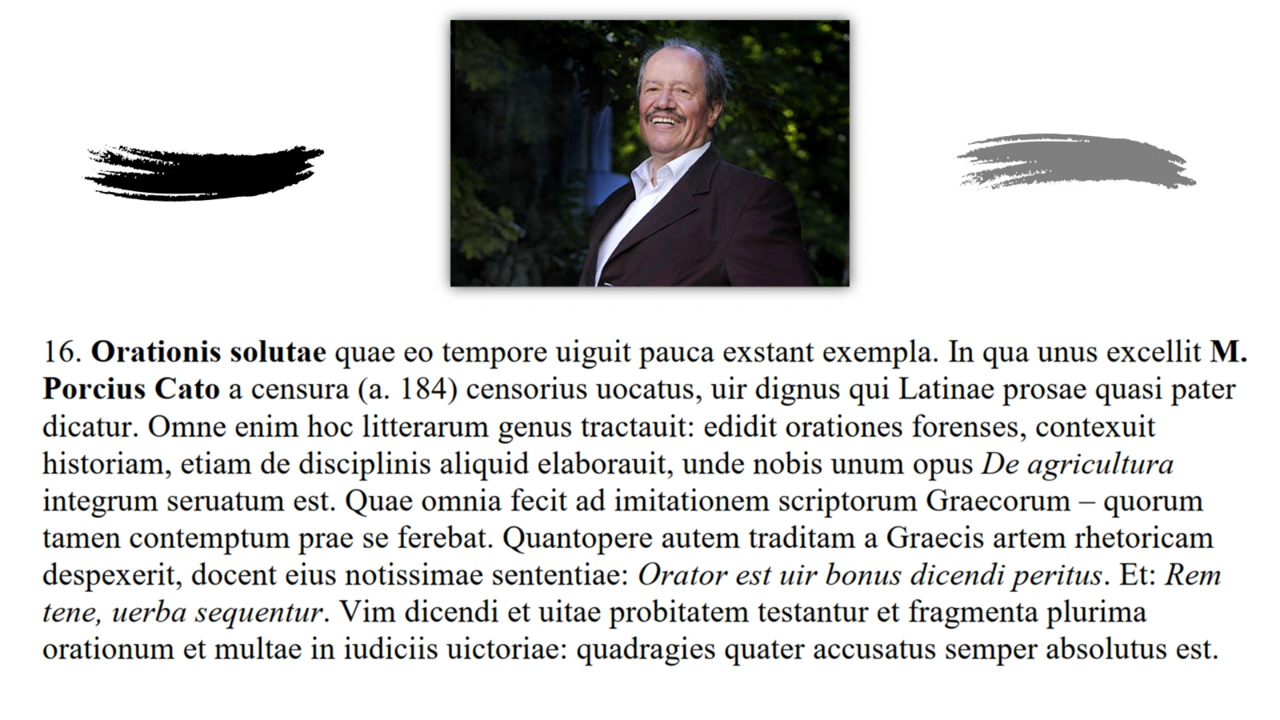 16. Orationis solutae quae eo tempore uiguit pauca exstant exempla. In qua unus excellit M.
Porcius Cato a censura (a. 184) censorius uocatus, uir dignus qui Latinae prosae quasi pater
dicatur. Omne enim hoc litterarum genus tractauit: edidit orationes forenses, contexuit
historiam, etiam de disciplinis aliquid elaborauit, unde nobis unum opus De agricultura
integrum seruatum est. Quae omnia fecit ad imitationem scriptorum Graecorum – quorum
tamen contemptum prae se ferebat. Quantopere autem traditam a Graecis artem rhetoricam
despexerit, docent eius notissimae sententiae: Orator est uir bonus dicendi peritus. Et: Rem
tene, uerba sequentur. Vim dicendi et uitae probitatem testantur et fragmenta plurima
orationum et multae in iudiciis uictoriae: quadragies quater accusatus semper absolutus est.